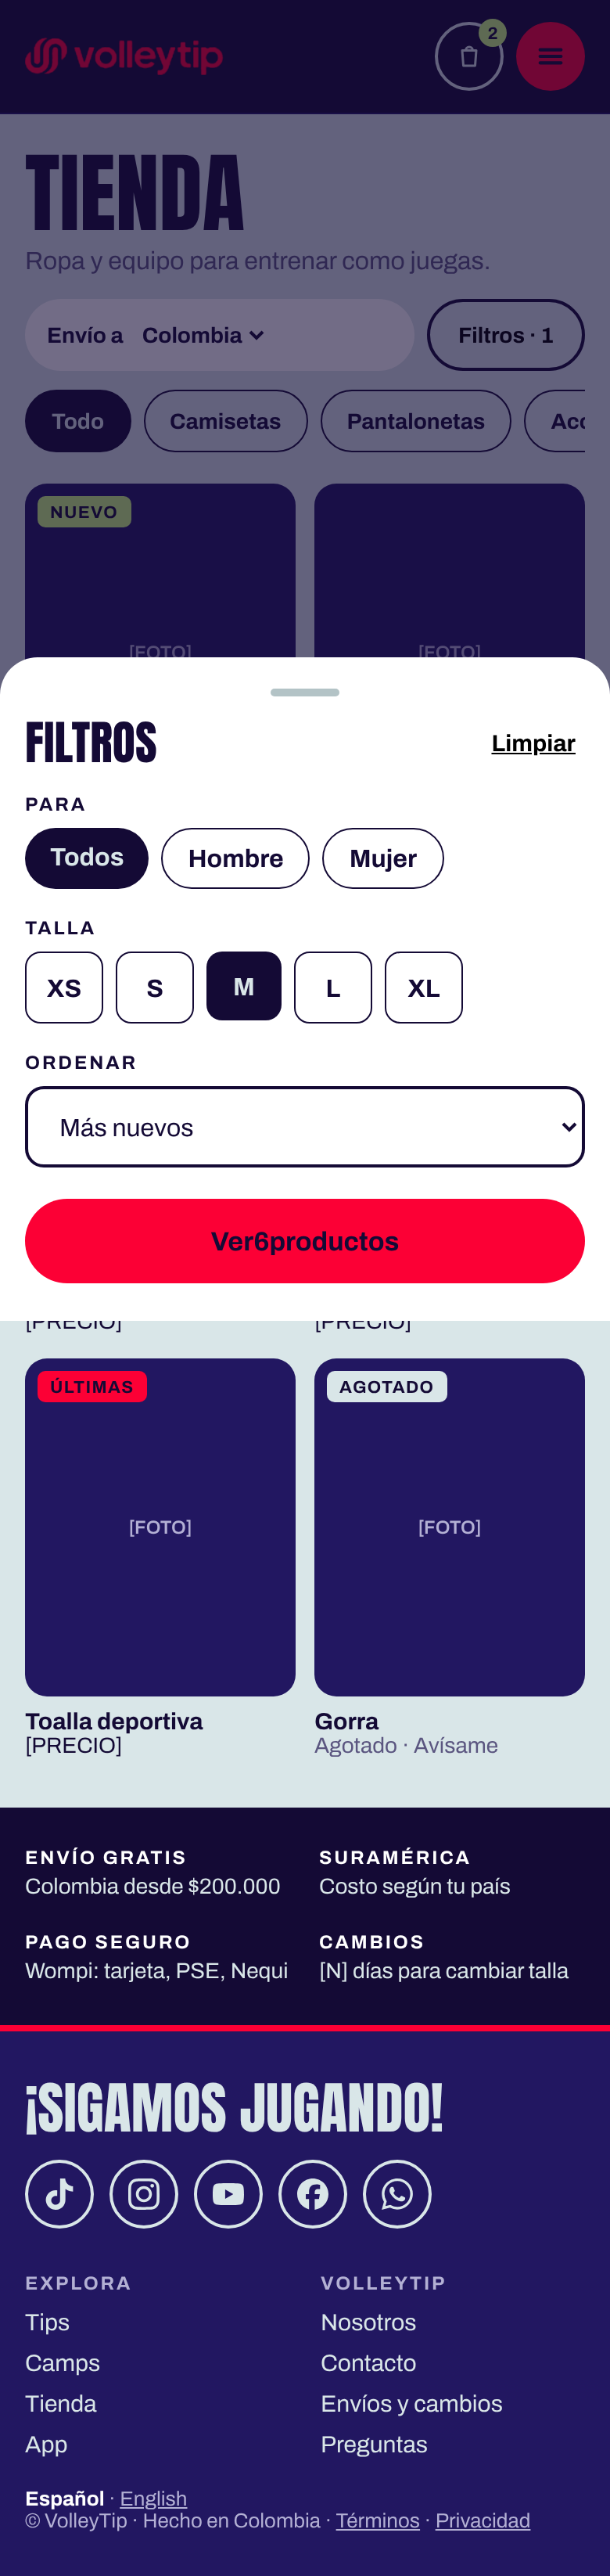 volleytip
2
TIENDA
Ropa y equipo para entrenar como juegas.
Envío a Colombia
Filtros · 1
Todo
Camisetas
Pantalonetas
Acc
NUEVO
[FOTO]
[FOTO]
FILTROS
Limpiar
PARA
Todos
Hombre
Mujer
TALLA
XS
S
M
L
XL
ORDENAR
Más nuevos
Ver6productos
[PRECIO]
[PRECIO]
ÚLTIMAS
[FOTO]
AGOTADO
[FOTO]
Toalla deportiva
[PRECIO]
Gorra
Agotado · Avísame
ENVÍO GRATIS
Colombia desde $200.000
SURAMÉRICA
Costo según tu país
PAGO SEGURO
Wompi: tarjeta, PSE, Nequi
CAMBIOS
[N] días para cambiar talla
¡SIGAMOS JUGANDO!
EXPLORA
Tips
Camps
Tienda
App
VOLLEYTIP
Nosotros
Contacto
Envíos y cambios
Preguntas
Español · English
© VolleyTip · Hecho en Colombia · Términos · Privacidad